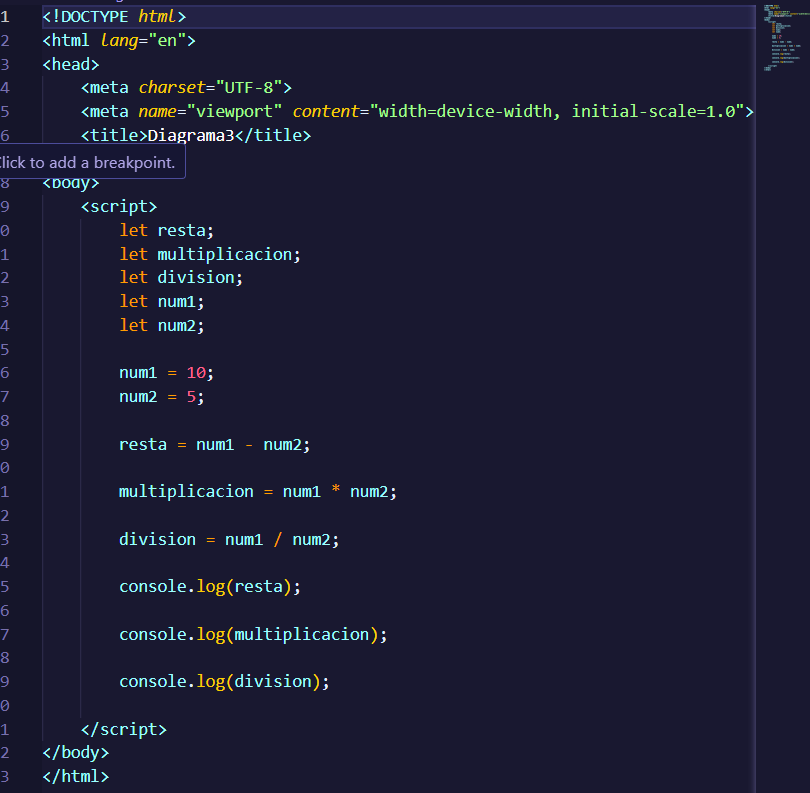 1 <!DOCTYPE html>
2 <html lang="en">
3 <head>
4 <meta charset="UTF-8">
5 <meta name="viewport" content="width=device-width, initial-scale=1.0">
6 <title>Diagrama3</title>
lick to add a breakpoint.
8 <body>
9 <script>
0 let resta;
1 let multiplicacion;
2 let division;
3 let num1;
4 let num2;
5
6 num1 = 10;
7 num2 = 5;
8
9 resta = num1 - num2;
0
1 multiplicacion = num1 * num2;
2
3 division = num1 / num2;
4
5 console.log(resta);
6
7 console.log(multiplicacion);
8
9 console.log(division);
0
1 </script>
2 </body>
3 </html>